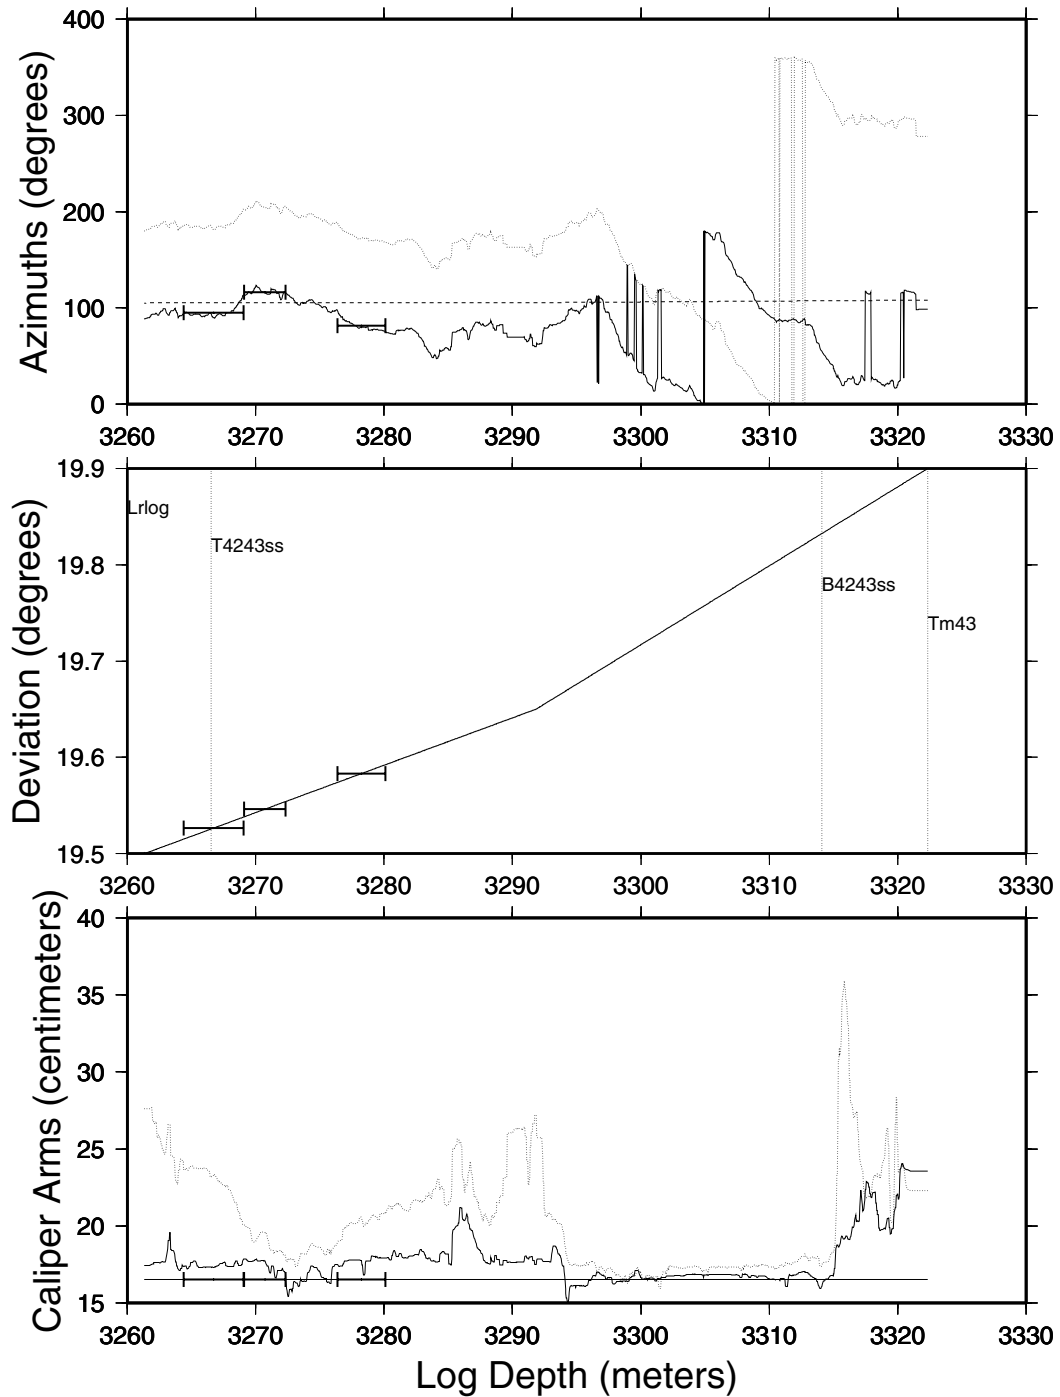 400
300
200
100
0
Azimuths (degrees)
3260 3270 3280 3290 3300 3310 3320 3330
19.9
19.8
19.7
19.6
19.5
Deviation (degrees)
Lrlog
T4243ss
B4243ss
Tm43
3260 3270 3280 3290 3300 3310 3320 3330
40
35
30
25
20
15
Caliper Arms (centimeters)
3260 3270 3280 3290 3300 3310 3320 3330
Log Depth (meters)